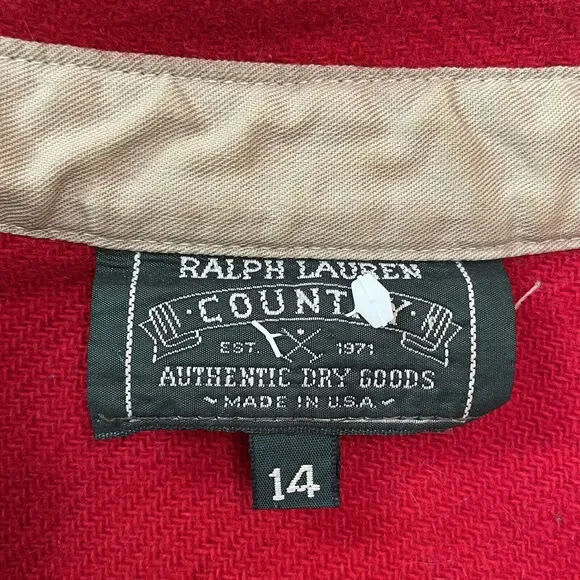 RALPH LAUREN
COUNTRY
EST. 1971
AUTHENTIC DRY GOODS
~MADE IN U.S.A.~
14